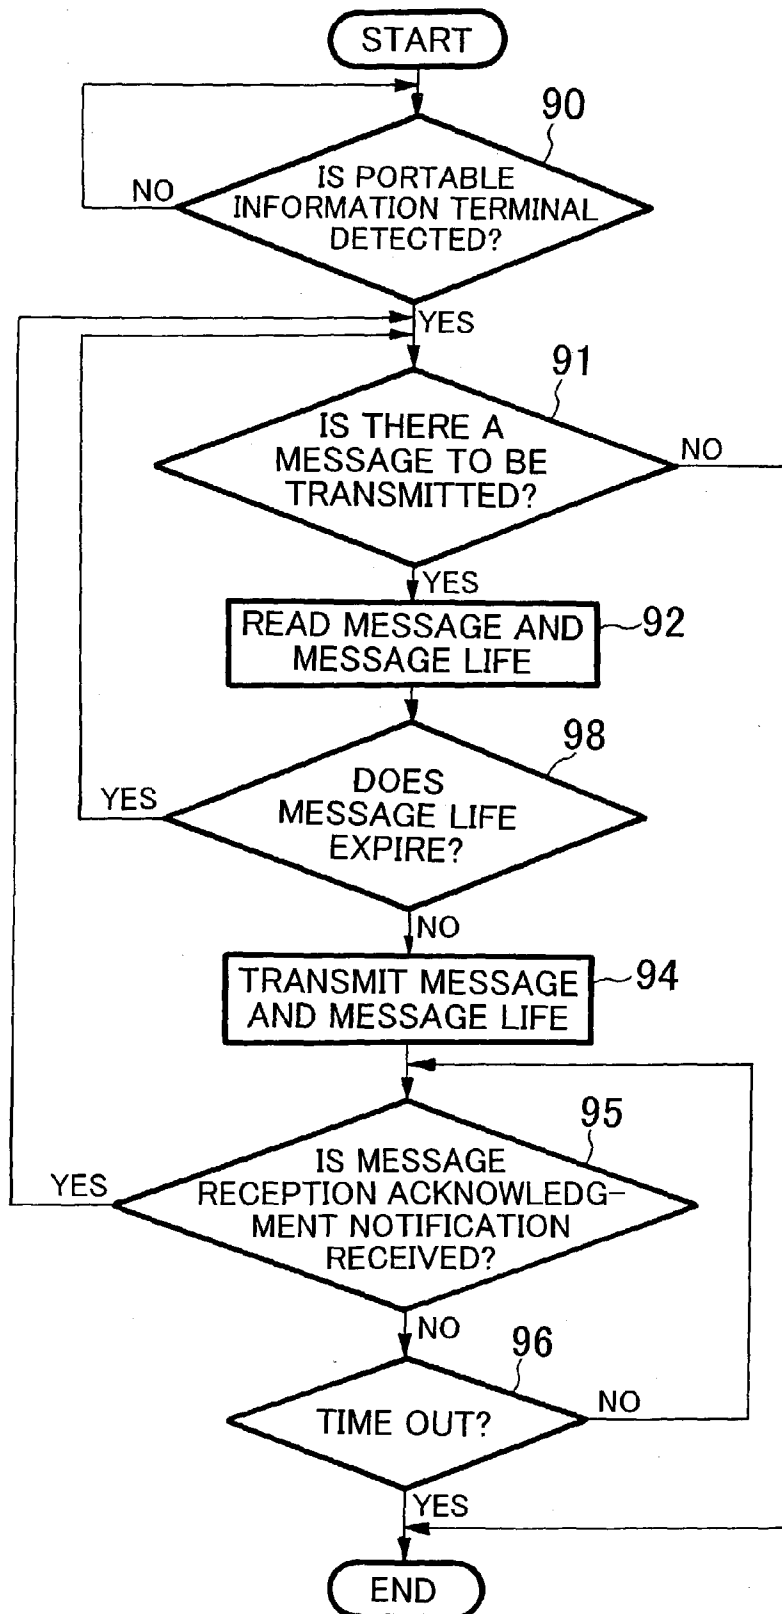 START
90
IS PORTABLE
INFORMATION TERMINAL
DETECTED?
NO
YES
91
IS THERE A
MESSAGE TO BE
TRANSMITTED?
NO
YES
READ MESSAGE AND
MESSAGE LIFE
92
98
DOES
MESSAGE LIFE
EXPIRE?
YES
NO
TRANSMIT MESSAGE
AND MESSAGE LIFE
94
95
IS MESSAGE
RECEPTION ACKNOWLEDG-
MENT NOTIFICATION
RECEIVED?
YES
NO
96
TIME OUT?
NO
YES
END